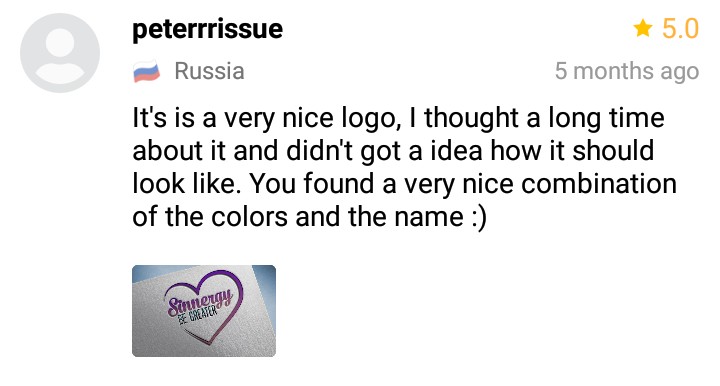 peterrrissue
5.0
Russia
5 months ago
It's is a very nice logo, I thought a long time
about it and didn't got a idea how it should
look like. You found a very nice combination
of the colors and the name :)
Sinnergy
BE GREATER